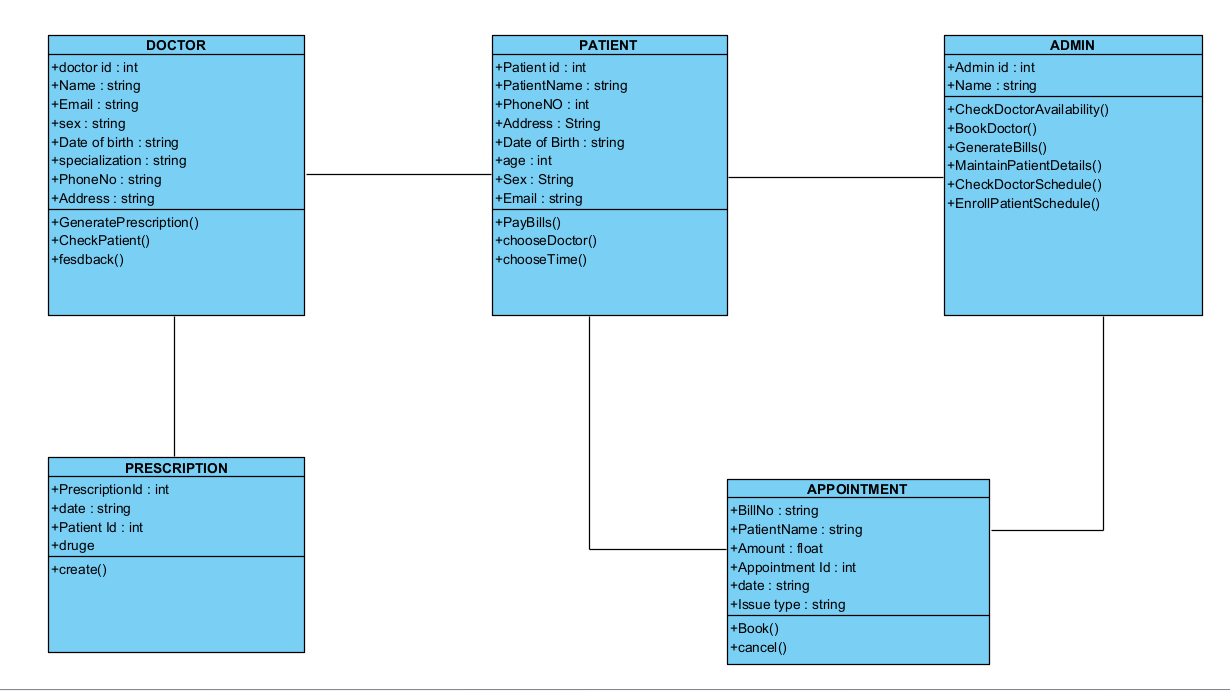 DOCTOR
+doctor id : int
+Name : string
+Email : string
+sex : string
+Date of birth : string
+specialization : string
+PhoneNo : string
+Address : string
+GeneratePrescription()
+CheckPatient()
+fesdback()
PATIENT
+Patient id : int
+PatientName : string
+PhoneNO : int
+Address : String
+Date of Birth : string
+age : int
+Sex : String
+Email : string
+PayBills()
+chooseDoctor()
+chooseTime()
ADMIN
+Admin id : int
+Name : string
+CheckDoctorAvailability()
+BookDoctor()
+GenerateBills()
+MaintainPatientDetails()
+CheckDoctorSchedule()
+EnrollPatientSchedule()
PRESCRIPTION
+PrescriptionId : int
+date : string
+Patient Id : int
+druge
+create()
APPOINTMENT
+BillNo : string
+PatientName : string
+Amount : float
+Appointment Id : int
+date : string
+Issue type : string
+Book()
+cancel()